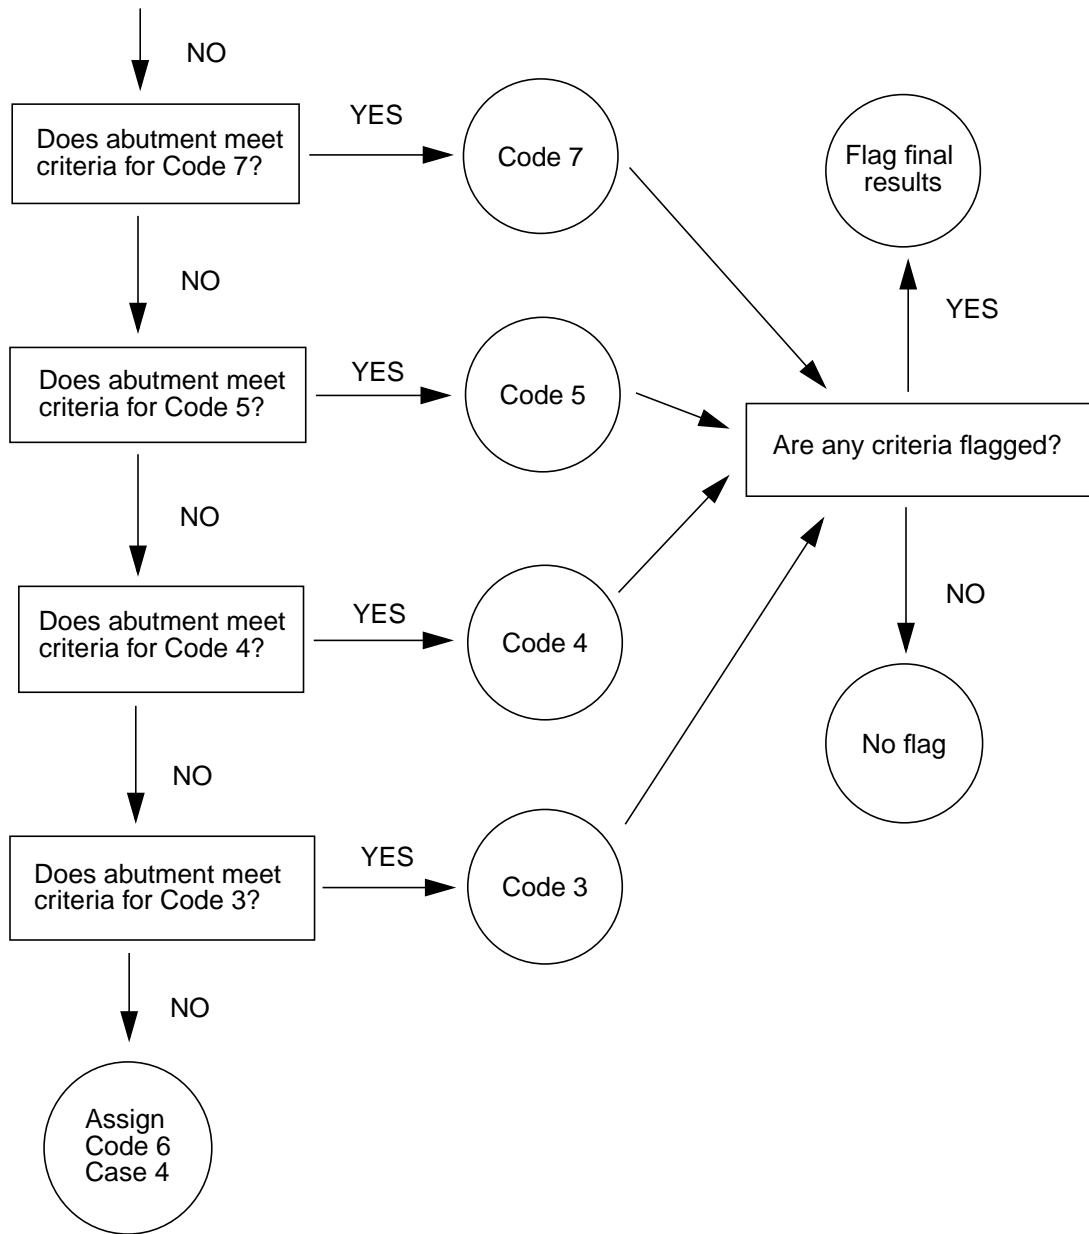 NO
Does abutment meet
criteria for Code 7?
YES
Code 7
Flag final
results
NO
YES
Does abutment meet
criteria for Code 5?
YES
Code 5
Are any criteria flagged?
NO
NO
Does abutment meet
criteria for Code 4?
YES
Code 4
No flag
NO
Does abutment meet
criteria for Code 3?
YES
Code 3
NO
Assign
Code 6
Case 4